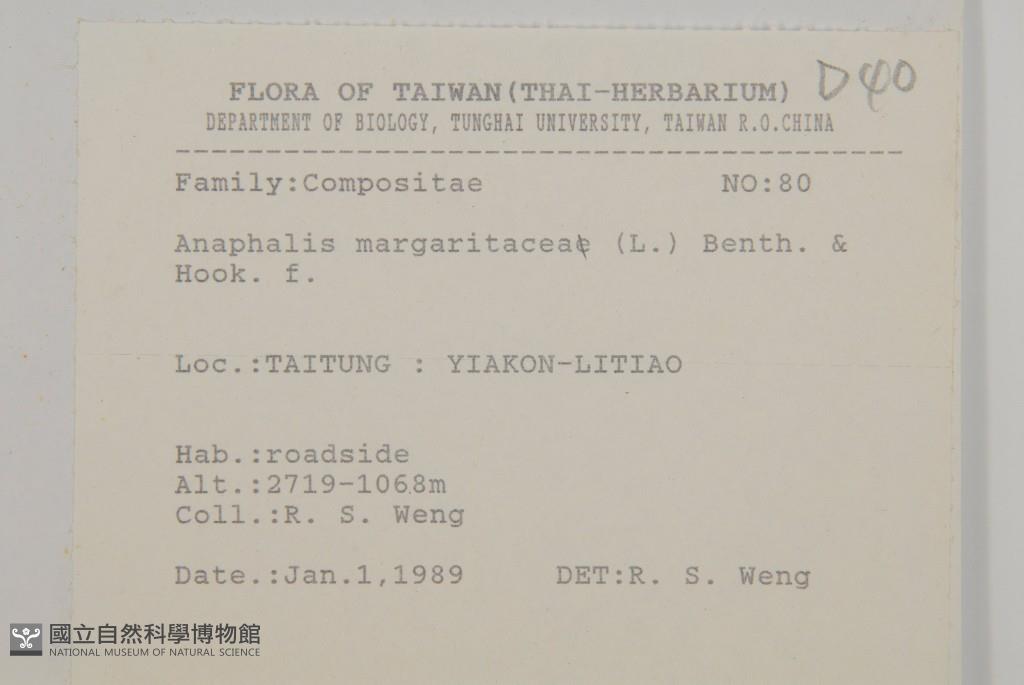 D40
FLORA OF TAIWAN(THAI-HERBARIUM)
DEPARTMENT OF BIOLOGY, TUNGHAI UNIVERSITY, TAIWAN R.O.CHINA
----------------------------------------
Family:Compositae NO:80
Anaphalis margaritaceae (L.) Benth. &
Hook. f.
Loc.:TAITUNG : YIAKON-LITIAO
Hab.:roadside
Alt.:2719-1068m
Coll.:R. S. Weng
Date.:Jan.1,1989 DET:R. S. Weng
國立自然科學博物館
NATIONAL MUSEUM OF NATURAL SCIENCE